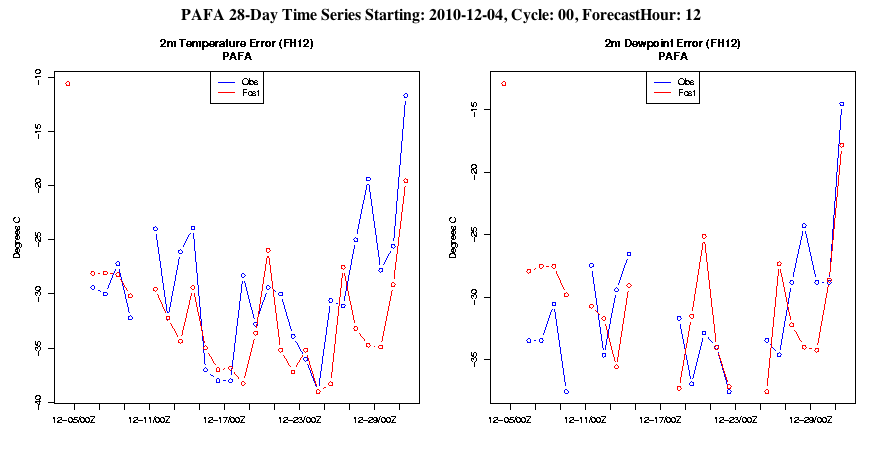 PAFA 28-Day Time Series Starting: 2010-12-04, Cycle: 00, ForecastHour: 12
2m Temperature Error (FH12)
PAFA
Obs
Fcst
Degrees C
-10
-15
-20
-25
-30
-35
-40
12-05/00Z 12-11/00Z 12-17/00Z 12-23/00Z 12-29/00Z
2m Dewpoint Error (FH12)
PAFA
Obs
Fcst
Degrees C
-15
-20
-25
-30
-35
12-05/00Z 12-11/00Z 12-17/00Z 12-23/00Z 12-29/00Z